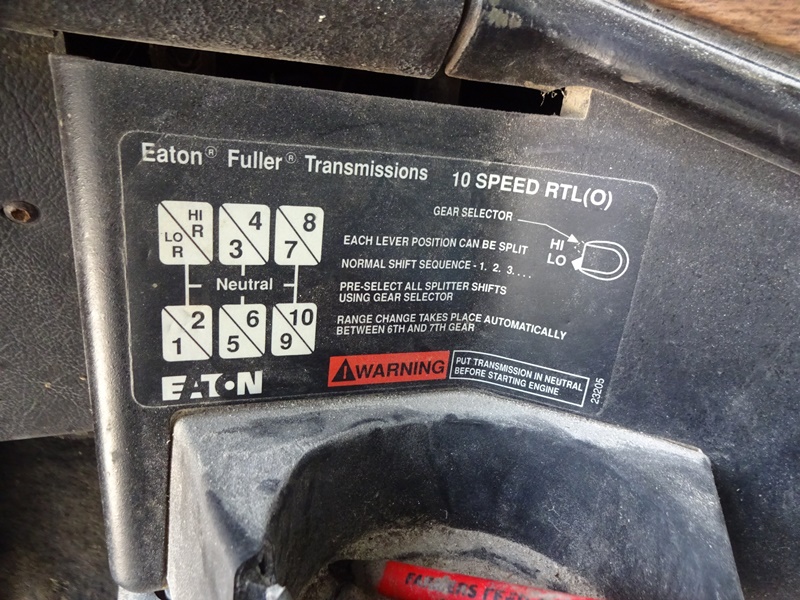 Eaton® Fuller® Transmissions 10 SPEED RTL(O)
HI
R
LO
R
4
3
8
7
Neutral
2
1
6
5
10
9
GEAR SELECTOR
HI
LO
EACH LEVER POSITION CAN BE SPLIT
NORMAL SHIFT SEQUENCE - 1. 2. 3. . . .
PRE-SELECT ALL SPLITTER SHIFTS
USING GEAR SELECTOR
RANGE CHANGE TAKES PLACE AUTOMATICALLY
BETWEEN 6TH AND 7TH GEAR
EATON
WARNING
PUT TRANSMISSION IN NEUTRAL
BEFORE STARTING ENGINE
23205